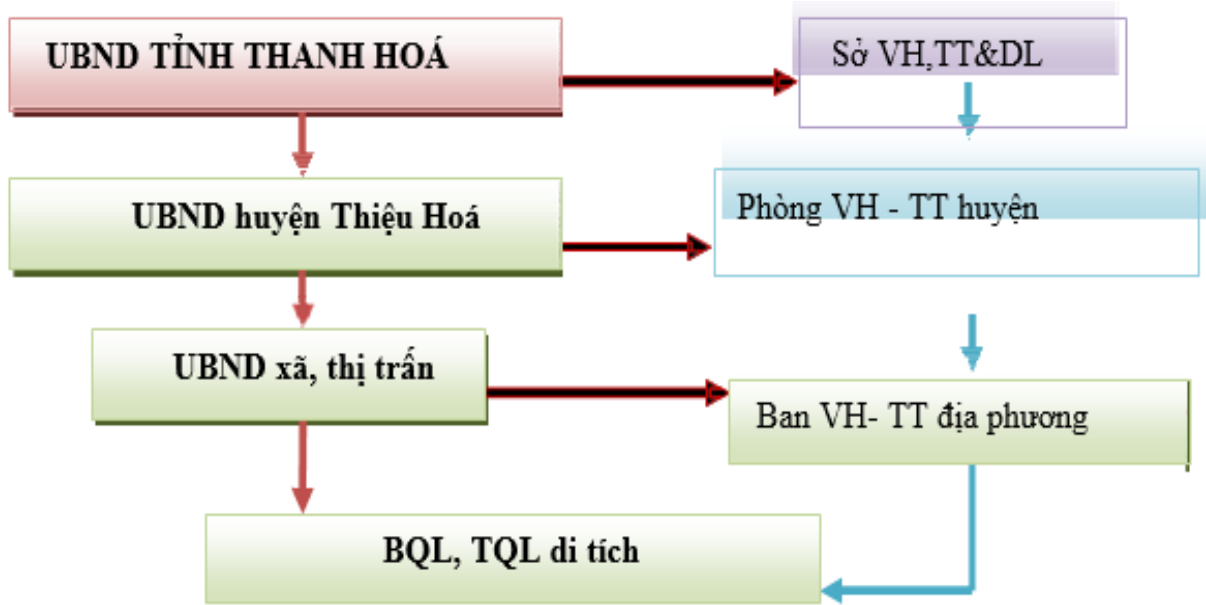 UBND TỈNH THANH HOÁ
Sở VH,TT&DL
UBND huyện Thiệu Hoá
Phòng VH - TT huyện
UBND xã, thị trấn
Ban VH- TT địa phương
BQL, TQL di tích